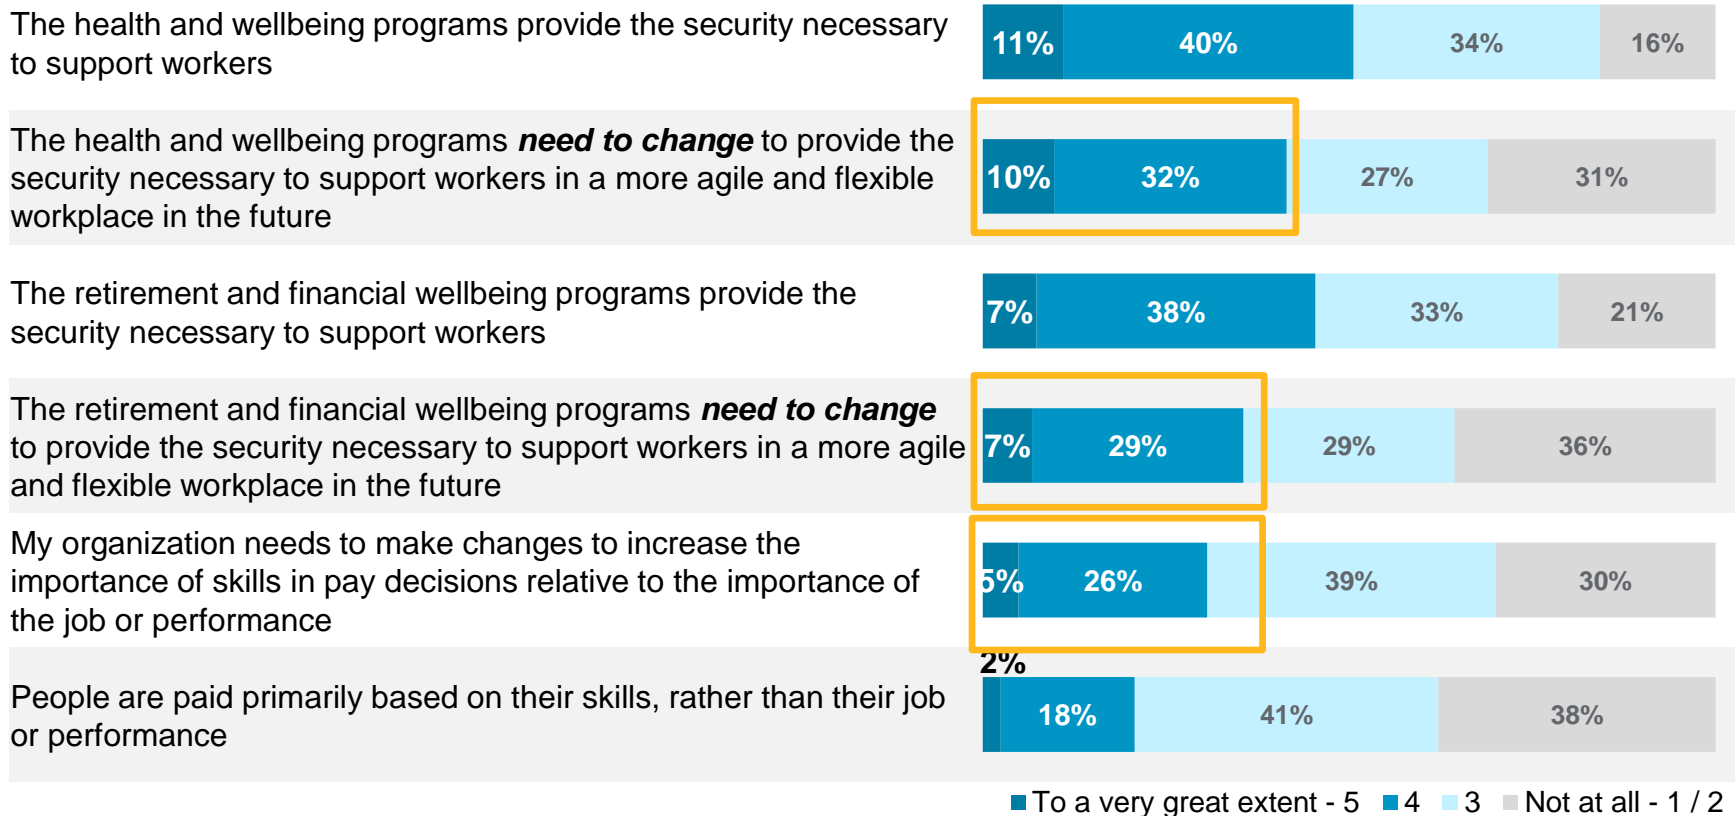 The health and wellbeing programs provide the security necessary
to support workers
11% 40% 34% 16%
The health and wellbeing programs need to change to provide the
security necessary to support workers in a more agile and flexible
workplace in the future
10% 32% 27% 31%
The retirement and financial wellbeing programs provide the
security necessary to support workers
7% 38% 33% 21%
The retirement and financial wellbeing programs need to change
to provide the security necessary to support workers in a more agile
and flexible workplace in the future
7% 29% 29% 36%
My organization needs to make changes to increase the
importance of skills in pay decisions relative to the importance of
the job or performance
5% 26% 39% 30%
People are paid primarily based on their skills, rather than their job
or performance
2%
18% 41% 38%
To a very great extent - 5 4 3 Not at all - 1 / 2